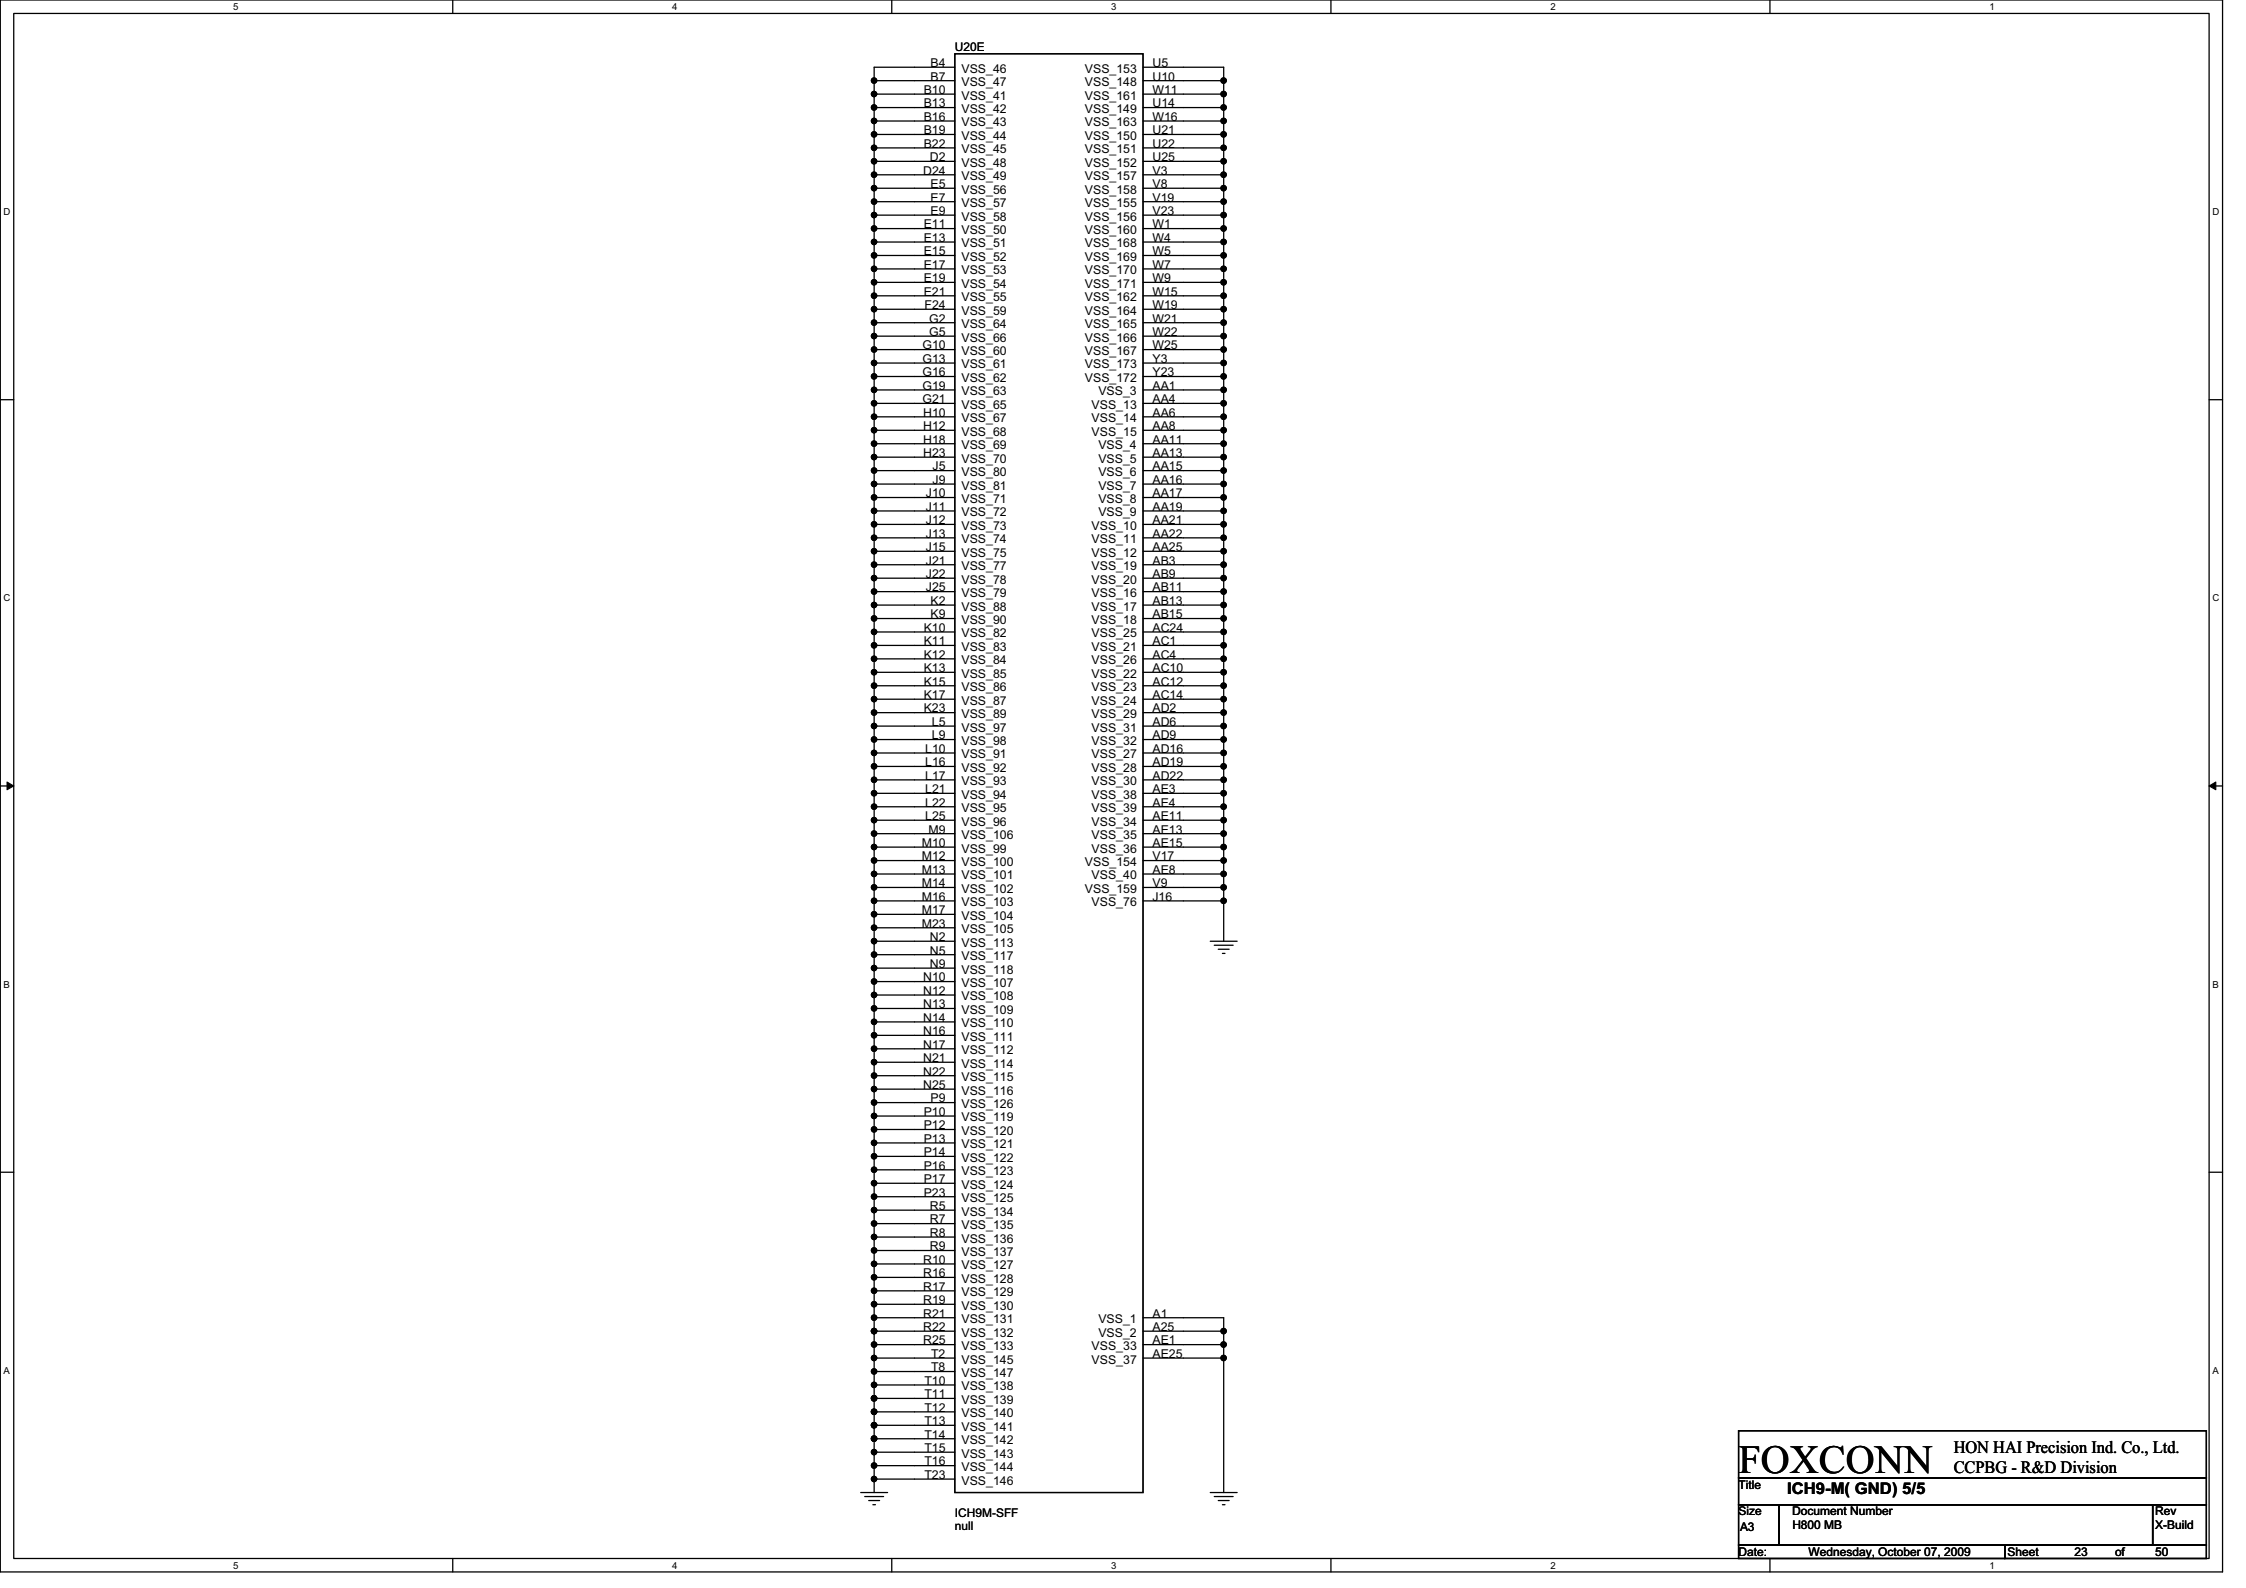 5 4 3 2 1
U20E
B4 VSS_46 VSS_153 U5
B7 VSS_47 VSS_148 U10
B10 VSS_41 VSS_161 W11
B13 VSS_42 VSS_149 U14
B16 VSS_43 VSS_163 W16
B19 VSS_44 VSS_150 U21
B22 VSS_45 VSS_151 U22
D2 VSS_48 VSS_152 U25
D24 VSS_49 VSS_157 V3
E5 VSS_56 VSS_158 V8
E7 VSS_57 VSS_155 V19
D E9 VSS_58 VSS_156 V23 D
E11 VSS_50 VSS_160 W1
E13 VSS_51 VSS_168 W4
E15 VSS_52 VSS_169 W5
E17 VSS_53 VSS_170 W7
E19 VSS_54 VSS_171 W9
E21 VSS_55 VSS_162 W15
F24 VSS_59 VSS_164 W19
G2 VSS_64 VSS_165 W21
G5 VSS_66 VSS_166 W22
G10 VSS_60 VSS_167 W25
G13 VSS_61 VSS_173 Y3
G16 VSS_62 VSS_172 Y23
G19 VSS_63 VSS_3 AA1
G21 VSS_65 VSS_13 AA4
H10 VSS_67 VSS_14 AA6
H12 VSS_68 VSS_15 AA8
H18 VSS_69 VSS_4 AA11
H23 VSS_70 VSS_5 AA13
J5 VSS_80 VSS_6 AA15
J9 VSS_81 VSS_7 AA16
J10 VSS_71 VSS_8 AA17
J11 VSS_72 VSS_9 AA19
J12 VSS_73 VSS_10 AA21
J13 VSS_74 VSS_11 AA22
J15 VSS_75 VSS_12 AA25
J21 VSS_77 VSS_19 AB3
J22 VSS_78 VSS_20 AB9
J25 VSS_79 VSS_16 AB11
C K2 VSS_88 VSS_17 AB13 C
K9 VSS_90 VSS_18 AB15
K10 VSS_82 VSS_25 AC24
K11 VSS_83 VSS_21 AC1
K12 VSS_84 VSS_26 AC4
K13 VSS_85 VSS_22 AC10
K15 VSS_86 VSS_23 AC12
K17 VSS_87 VSS_24 AC14
K23 VSS_89 VSS_29 AD2
L5 VSS_97 VSS_31 AD6
L9 VSS_98 VSS_32 AD9
L10 VSS_91 VSS_27 AD16
L16 VSS_92 VSS_28 AD19
L17 VSS_93 VSS_30 AD22
L21 VSS_94 VSS_38 AE3
L22 VSS_95 VSS_39 AE4
L25 VSS_96 VSS_34 AE11
M9 VSS_106 VSS_35 AE13
M10 VSS_99 VSS_36 AE15
M12 VSS_100 VSS_154 V17
M13 VSS_101 VSS_40 AE8
M14 VSS_102 VSS_159 V9
M16 VSS_103 VSS_76 J16
M17 VSS_104
M23 VSS_105
N2 VSS_113
N5 VSS_117
N9 VSS_118
B N10 VSS_107 B
N12 VSS_108
N13 VSS_109
N14 VSS_110
N16 VSS_111
N17 VSS_112
N21 VSS_114
N22 VSS_115
N25 VSS_116
P9 VSS_126
P10 VSS_119
P12 VSS_120
P13 VSS_121
P14 VSS_122
P16 VSS_123
P17 VSS_124
P23 VSS_125
R5 VSS_134
R7 VSS_135
R8 VSS_136
R9 VSS_137
R10 VSS_127
R16 VSS_128
R17 VSS_129
R19 VSS_130
R21 VSS_131 VSS_1 A1
R22 VSS_132 VSS_2 A25
R25 VSS_133 VSS_33 AE1
T2 VSS_145 VSS_37 AE25
A T8 VSS_147 A
T10 VSS_138
T11 VSS_139
T12 VSS_140
T13 VSS_141
T14 VSS_142
T15 VSS_143
T16 VSS_144
T23 VSS_146
ICH9M-SFF
null
FOXCONN HON HAI Precision Ind. Co., Ltd.
CCPBG - R&D Division
Title ICH9-M( GND) 5/5
Size Document Number Rev
A3 H800 MB X-Build
Date: Wednesday, October 07, 2009 Sheet 23 of 50
5 4 3 2 1